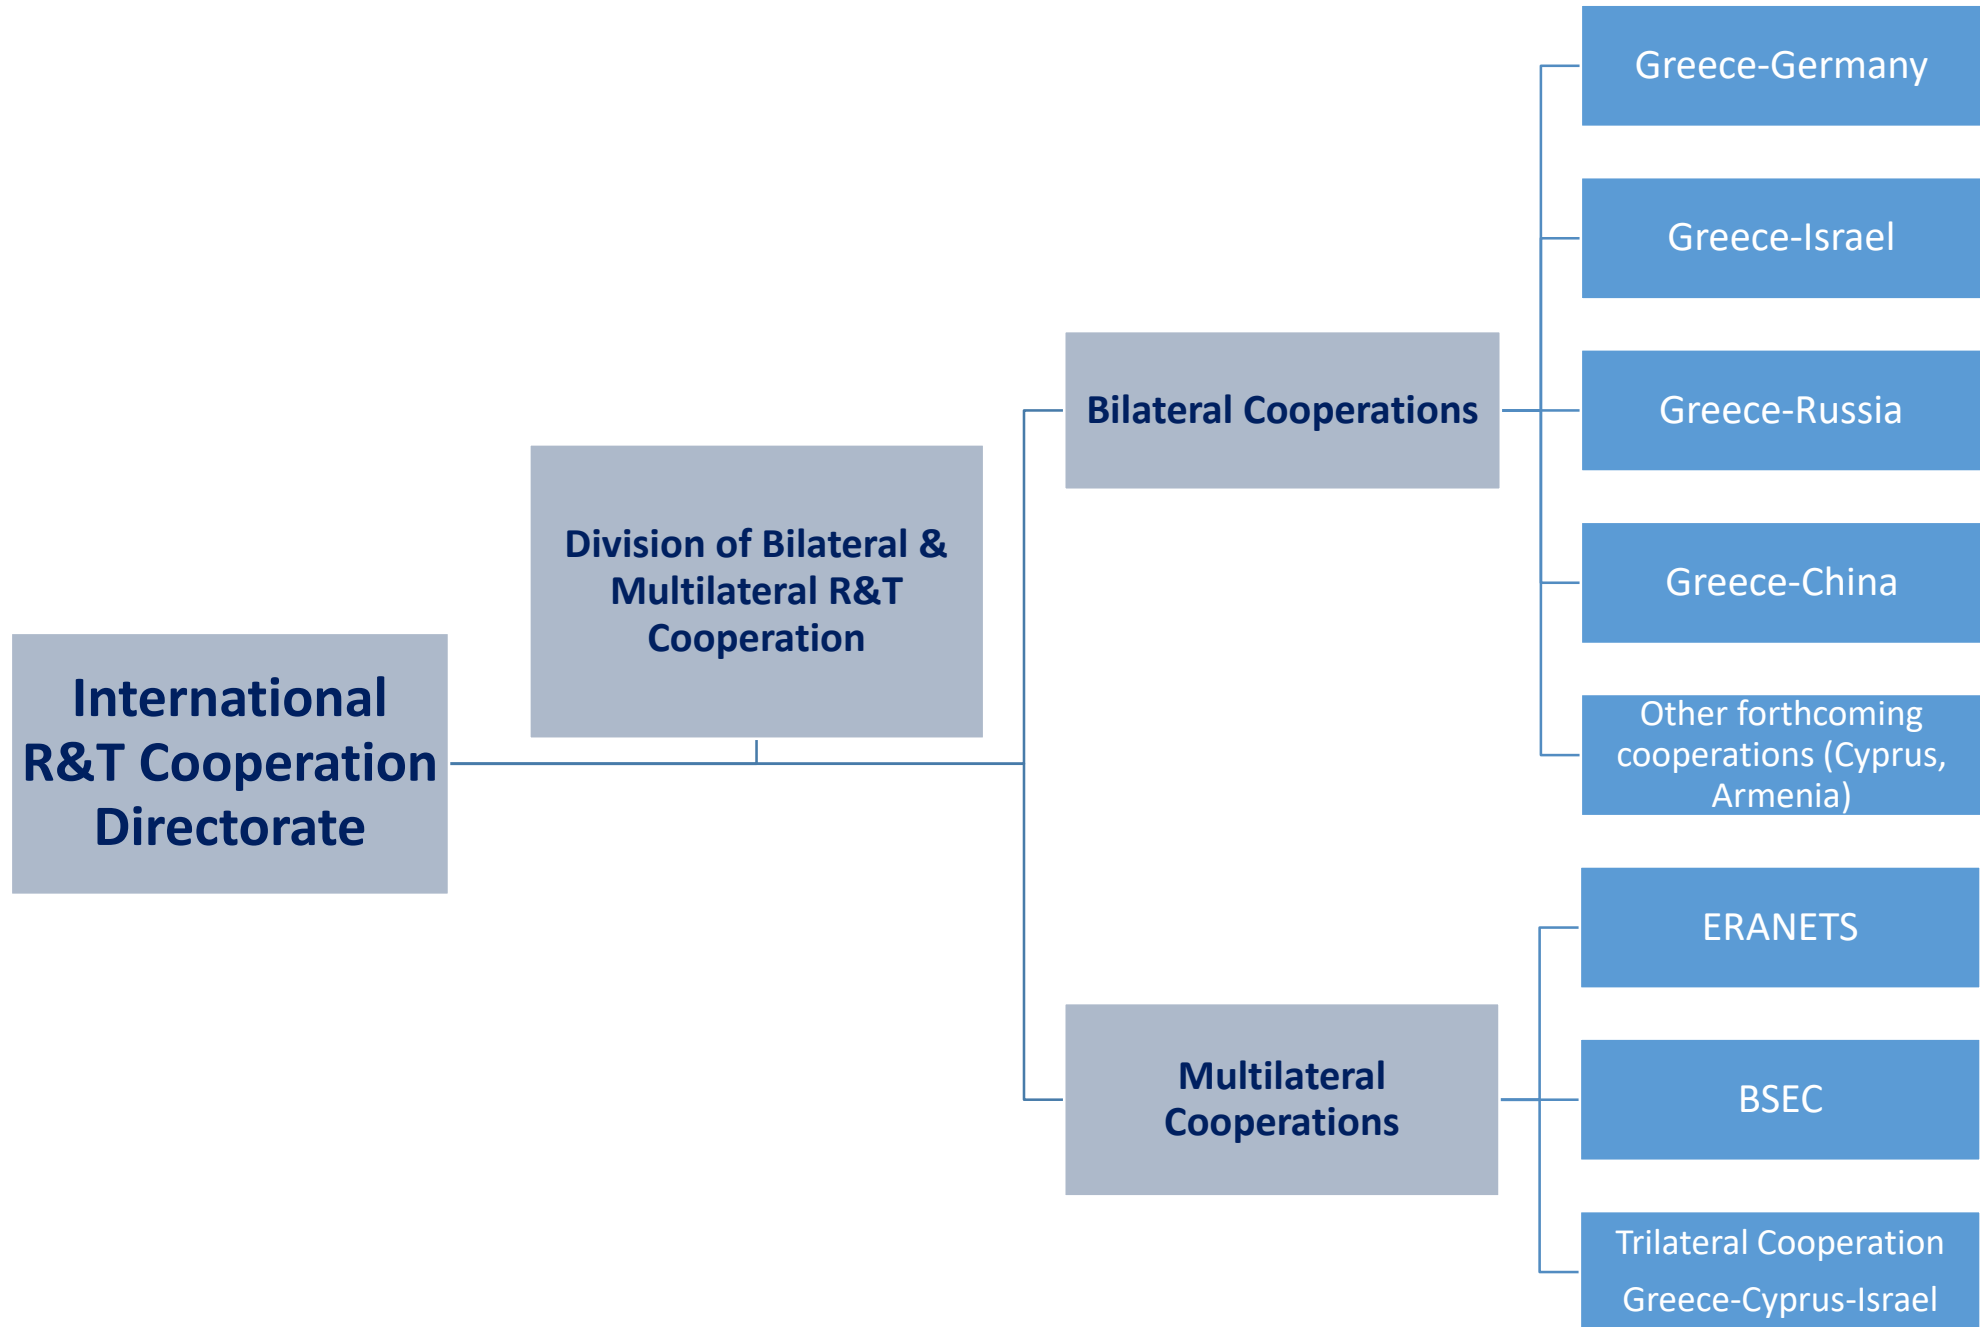 International
R&T Cooperation
Directorate
Division of Bilateral &
Multilateral R&T
Cooperation
Bilateral Cooperations
Greece-Germany
Greece-Israel
Greece-Russia
Greece-China
Other forthcoming
cooperations (Cyprus,
Armenia)
Multilateral
Cooperations
ERANETS
BSEC
Trilateral Cooperation
Greece-Cyprus-Israel